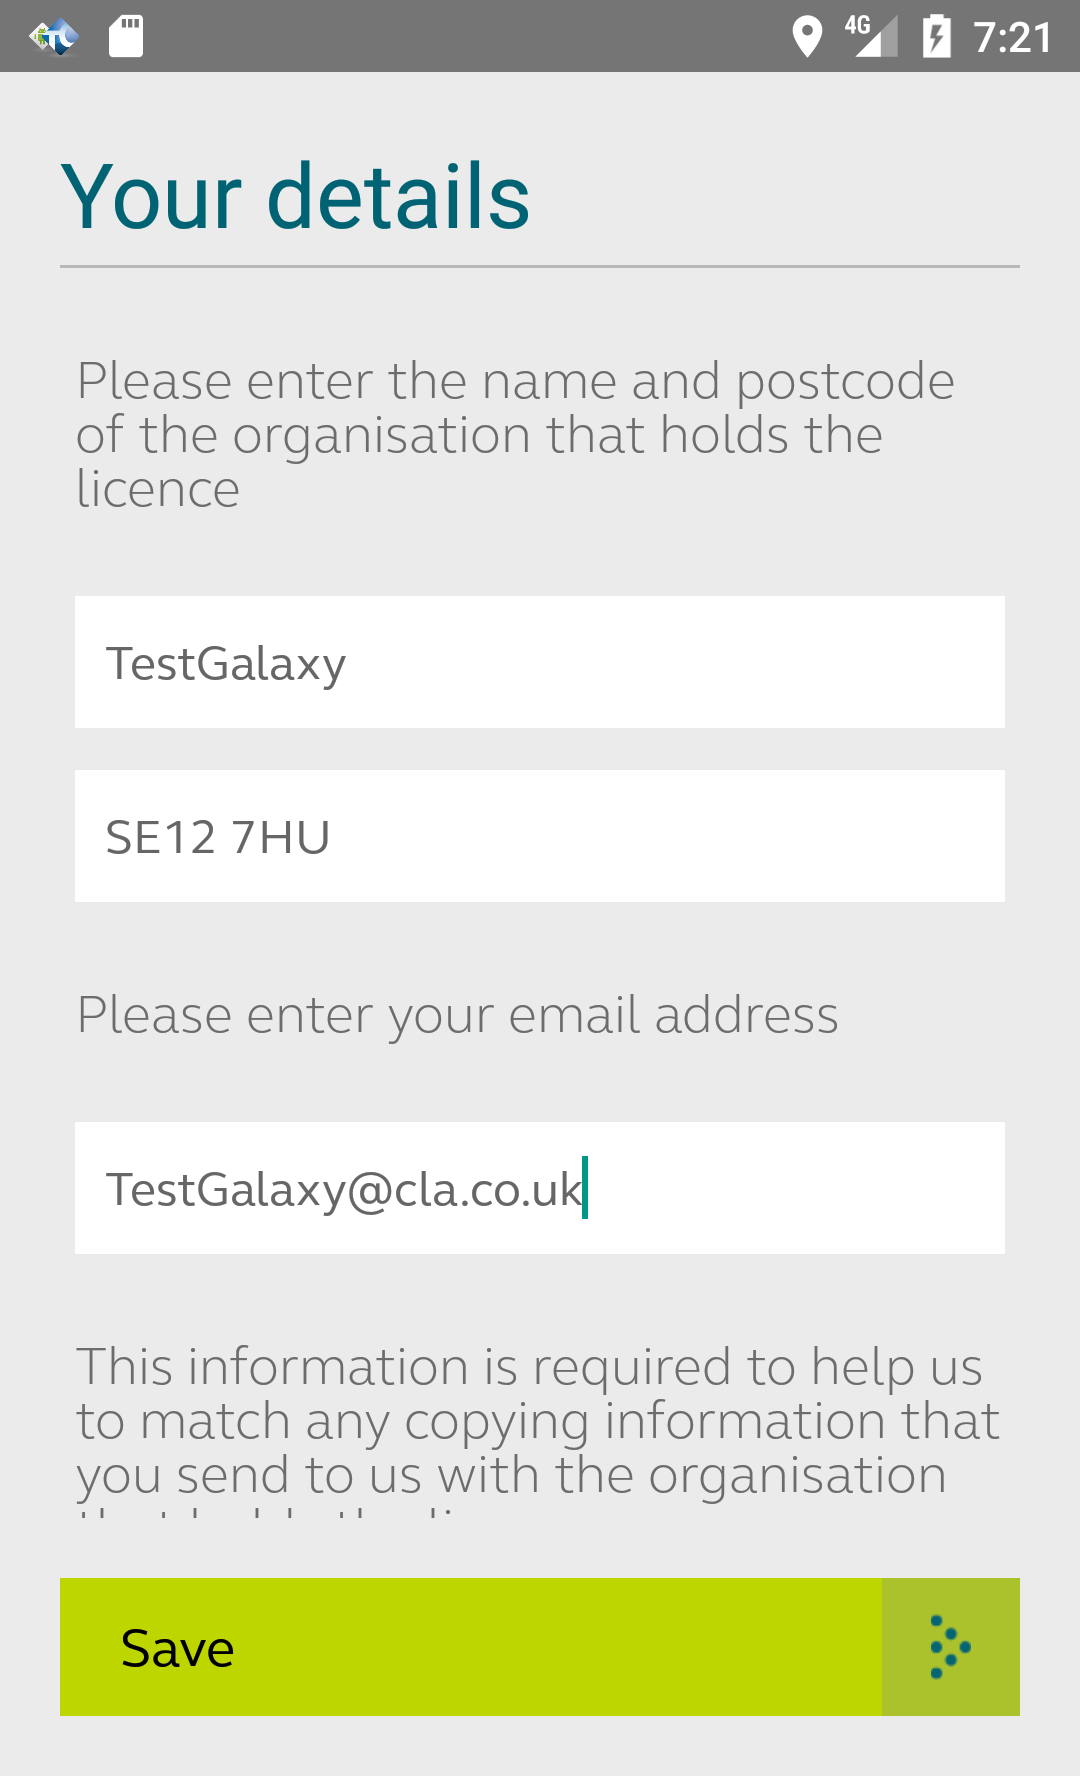 4G 7:21
Your details
Please enter the name and postcode
of the organisation that holds the
licence
TestGalaxy
SE12 7HU
Please enter your email address
TestGalaxy@cla.co.uk
This information is required to help us
to match any copying information that
you send to us with the organisation
Save